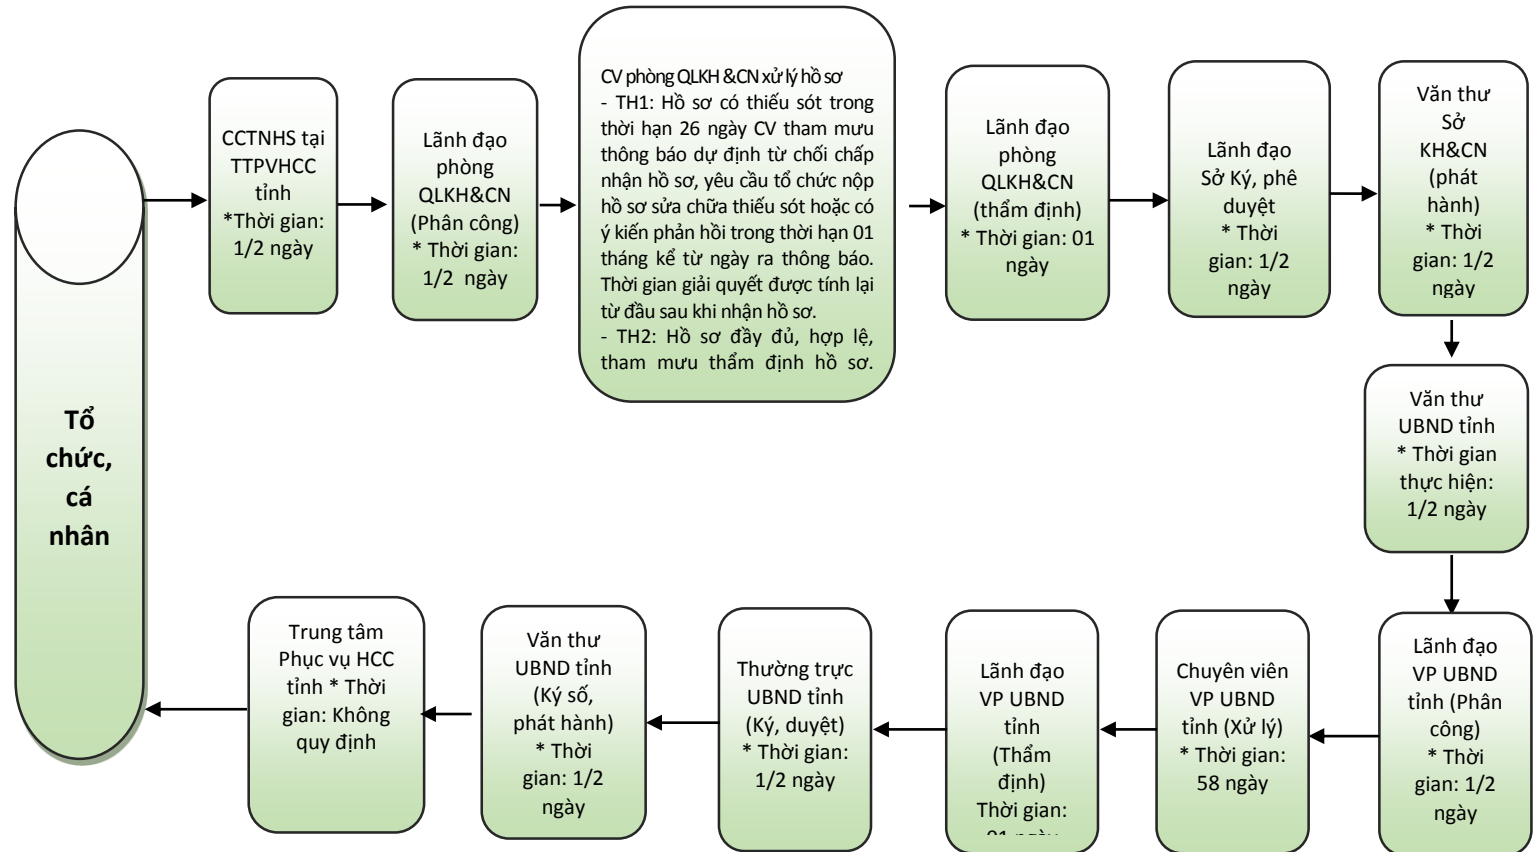 Tổ
chức,
cá
nhân
CCTNHS tại
TTPVHCC
tỉnh
*Thời gian:
1/2 ngày
Lãnh đạo
phòng
QLKH&CN
(Phân công)
* Thời gian:
1/2 ngày
CV phòng QLKH &CN xử lý hồ sơ
- TH1: Hồ sơ có thiếu sót trong
thời hạn 26 ngày CV tham mưu
thông báo dự định từ chối chấp
nhận hồ sơ, yêu cầu tổ chức nộp
hồ sơ sửa chữa thiếu sót hoặc có
ý kiến phản hồi trong thời hạn 01
tháng kể từ ngày ra thông báo.
Thời gian giải quyết được tính lại
từ đầu sau khi nhận hồ sơ.
- TH2: Hồ sơ đầy đủ, hợp lệ,
tham mưu thẩm định hồ sơ.
Lãnh đạo
phòng
QLKH&CN
(thẩm định)
* Thời gian: 01
ngày
Lãnh đạo
Sở Ký, phê
duyệt
* Thời
gian: 1/2
ngày
Văn thư
Sở
KH&CN
(phát
hành)
* Thời
gian: 1/2
ngày
Văn thư
UBND tỉnh
* Thời gian
thực hiện:
1/2 ngày
Lãnh đạo
VP UBND
tỉnh (Phân
công)
* Thời
gian: 1/2
ngày
Chuyên viên
VP UBND
tỉnh (Xử lý)
* Thời gian:
58 ngày
Lãnh đạo
VP UBND
tỉnh
(Thẩm
định)
Thời gian:
01 ngày
Thường trực
UBND tỉnh
(Ký, duyệt)
* Thời gian:
1/2 ngày
Văn thư
UBND tỉnh
(Ký số,
phát hành)
* Thời
gian: 1/2
ngày
Trung tâm
Phục vụ HCC
tỉnh * Thời
gian: Không
quy định